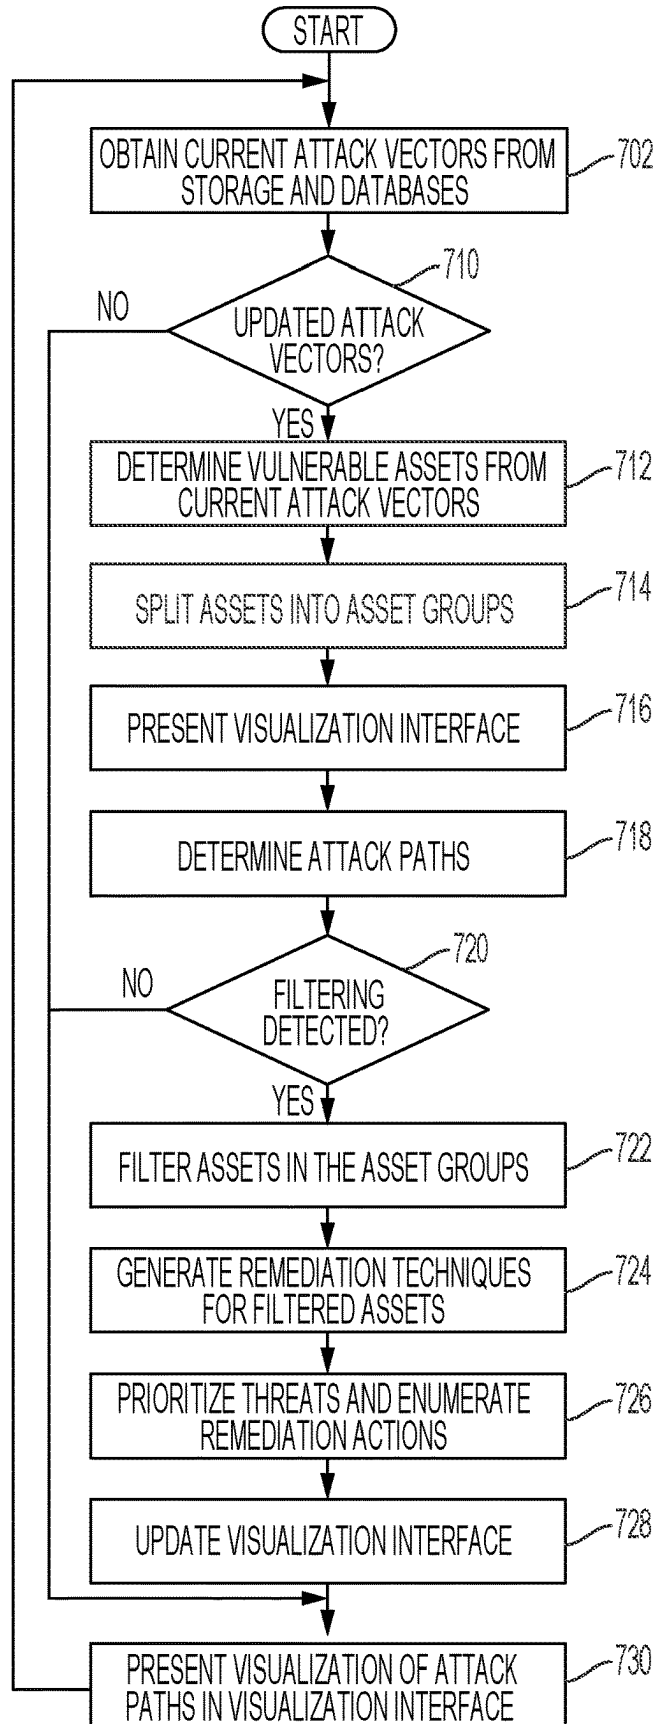 START
OBTAIN CURRENT ATTACK VECTORS FROM
STORAGE AND DATABASES
702
710
NO
UPDATED ATTACK
VECTORS?
YES
DETERMINE VULNERABLE ASSETS FROM
CURRENT ATTACK VECTORS
712
SPLIT ASSETS INTO ASSET GROUPS
714
PRESENT VISUALIZATION INTERFACE
716
DETERMINE ATTACK PATHS
718
720
NO
FILTERING
DETECTED?
YES
FILTER ASSETS IN THE ASSET GROUPS
722
GENERATE REMEDIATION TECHNIQUES
FOR FILTERED ASSETS
724
PRIORITIZE THREATS AND ENUMERATE
REMEDIATION ACTIONS
726
UPDATE VISUALIZATION INTERFACE
728
PRESENT VISUALIZATION OF ATTACK
PATHS IN VISUALIZATION INTERFACE
730